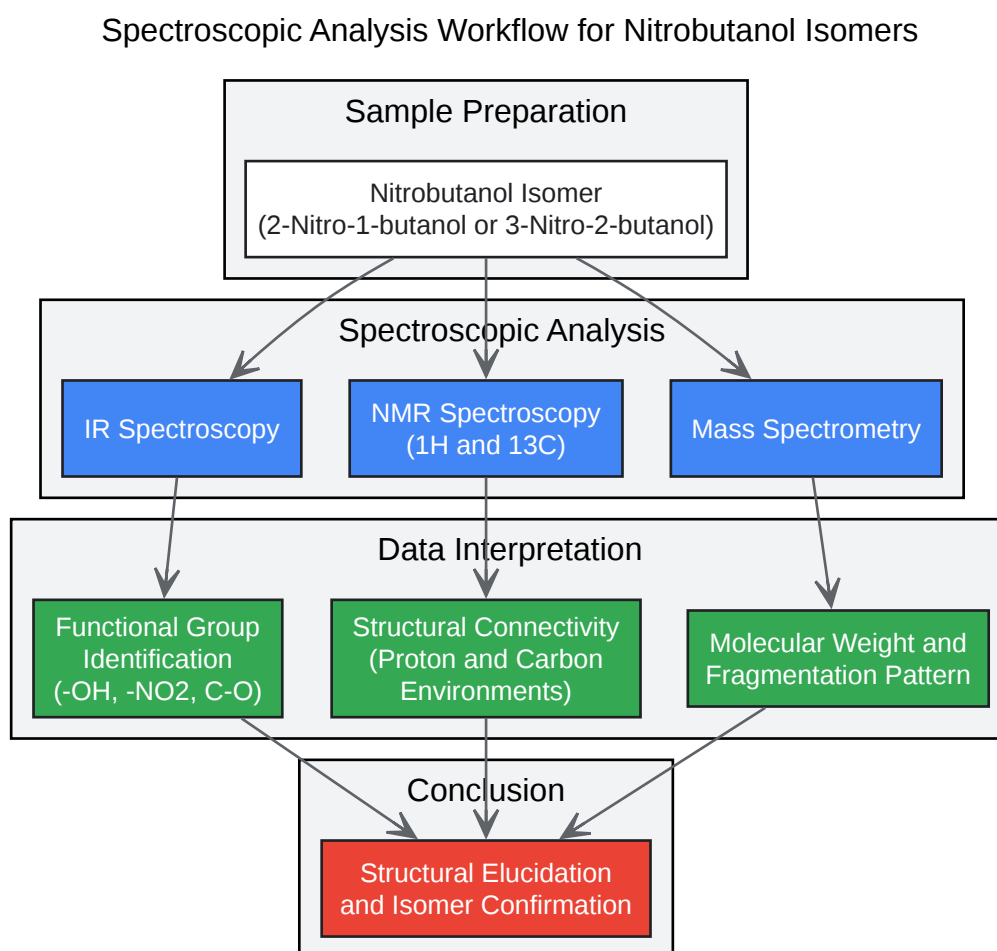 Spectroscopic Analysis Workflow for Nitrobutanol Isomers
Sample Preparation
Nitrobutanol Isomer
(2-Nitro-1-butanol or 3-Nitro-2-butanol)
Spectroscopic Analysis
IR Spectroscopy
NMR Spectroscopy
(1H and 13C)
Mass Spectrometry
Data Interpretation
Functional Group
Identification
(-OH, -NO2, C-O)
Structural Connectivity
(Proton and Carbon
Environments)
Molecular Weight and
Fragmentation Pattern
Conclusion
Structural Elucidation
and Isomer Confirmation